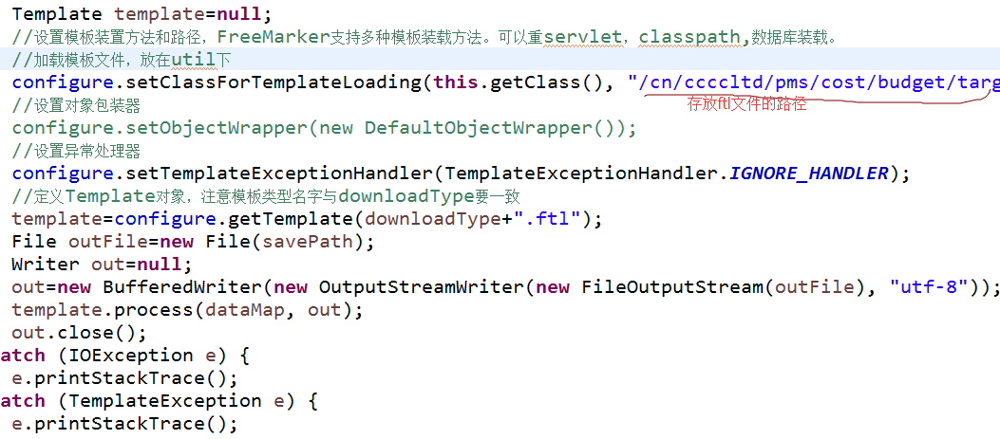 Template template=null;
//设置模板装置方法和路径，FreeMarker支持多种模板装载方法。可以重servlet，classpath,数据库装载。
//加载模板文件，放在util下
configure.setClassForTemplateLoading(this.getClass(), "/cn/ccccltd/pms/cost/budget/targ
//设置对象包装器
存放ftl文件的路径
configure.setObjectWrapper(new DefaultObjectWrapper());
//设置异常处理器
configure.setTemplateExceptionHandler(TemplateExceptionHandler.IGNORE_HANDLER);
//定义Template对象，注意模板类型名字与downloadType要一致
template=configure.getTemplate(downloadType+".ftl");
File outFile=new File(savePath);
Writer out=null;
out=new BufferedWriter(new OutputStreamWriter(new FileOutputStream(outFile), "utf-8"));
template.process(dataMap, out);
out.close();
atch (IOException e) {
e.printStackTrace();
atch (TemplateException e) {
e.printStackTrace();